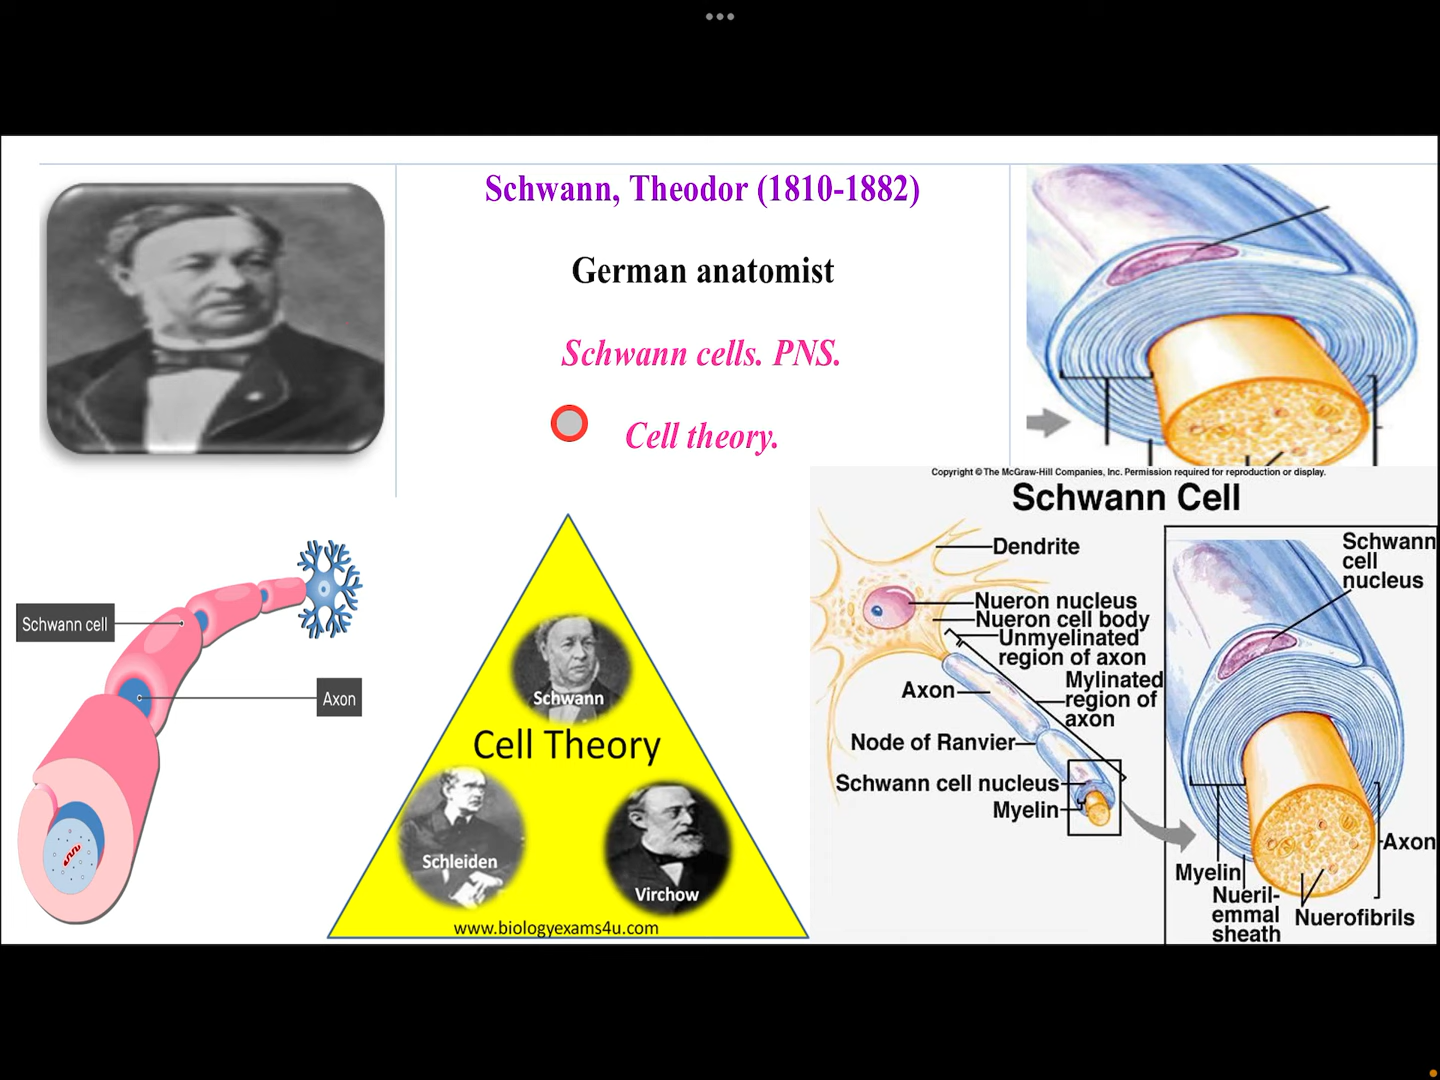 Schwann, Theodor (1810-1882)
German anatomist
Schwann cells. PNS.
Cell theory.
Schwann cell
Axon
Schwann
Cell Theory
Schleiden
Virchow
www.biologyexams4u.com
Copyright © The McGraw-Hill Companies, Inc. Permission required for reproduction or display.
Schwann Cell
Dendrite
Nueron nucleus
Nueron cell body
Unmyelinated
region of axon
Mylinated
region of
axon
Axon
Node of Ranvier
Schwann cell nucleus
Myelin
Schwann
cell
nucleus
Axon
Myelin
Nueril-
emmal
sheath
Nuerofibrils